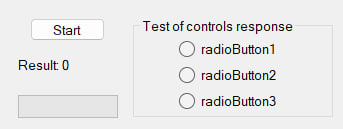 Start
Result: 0
Test of controls response
radioButton1
radioButton2
radioButton3